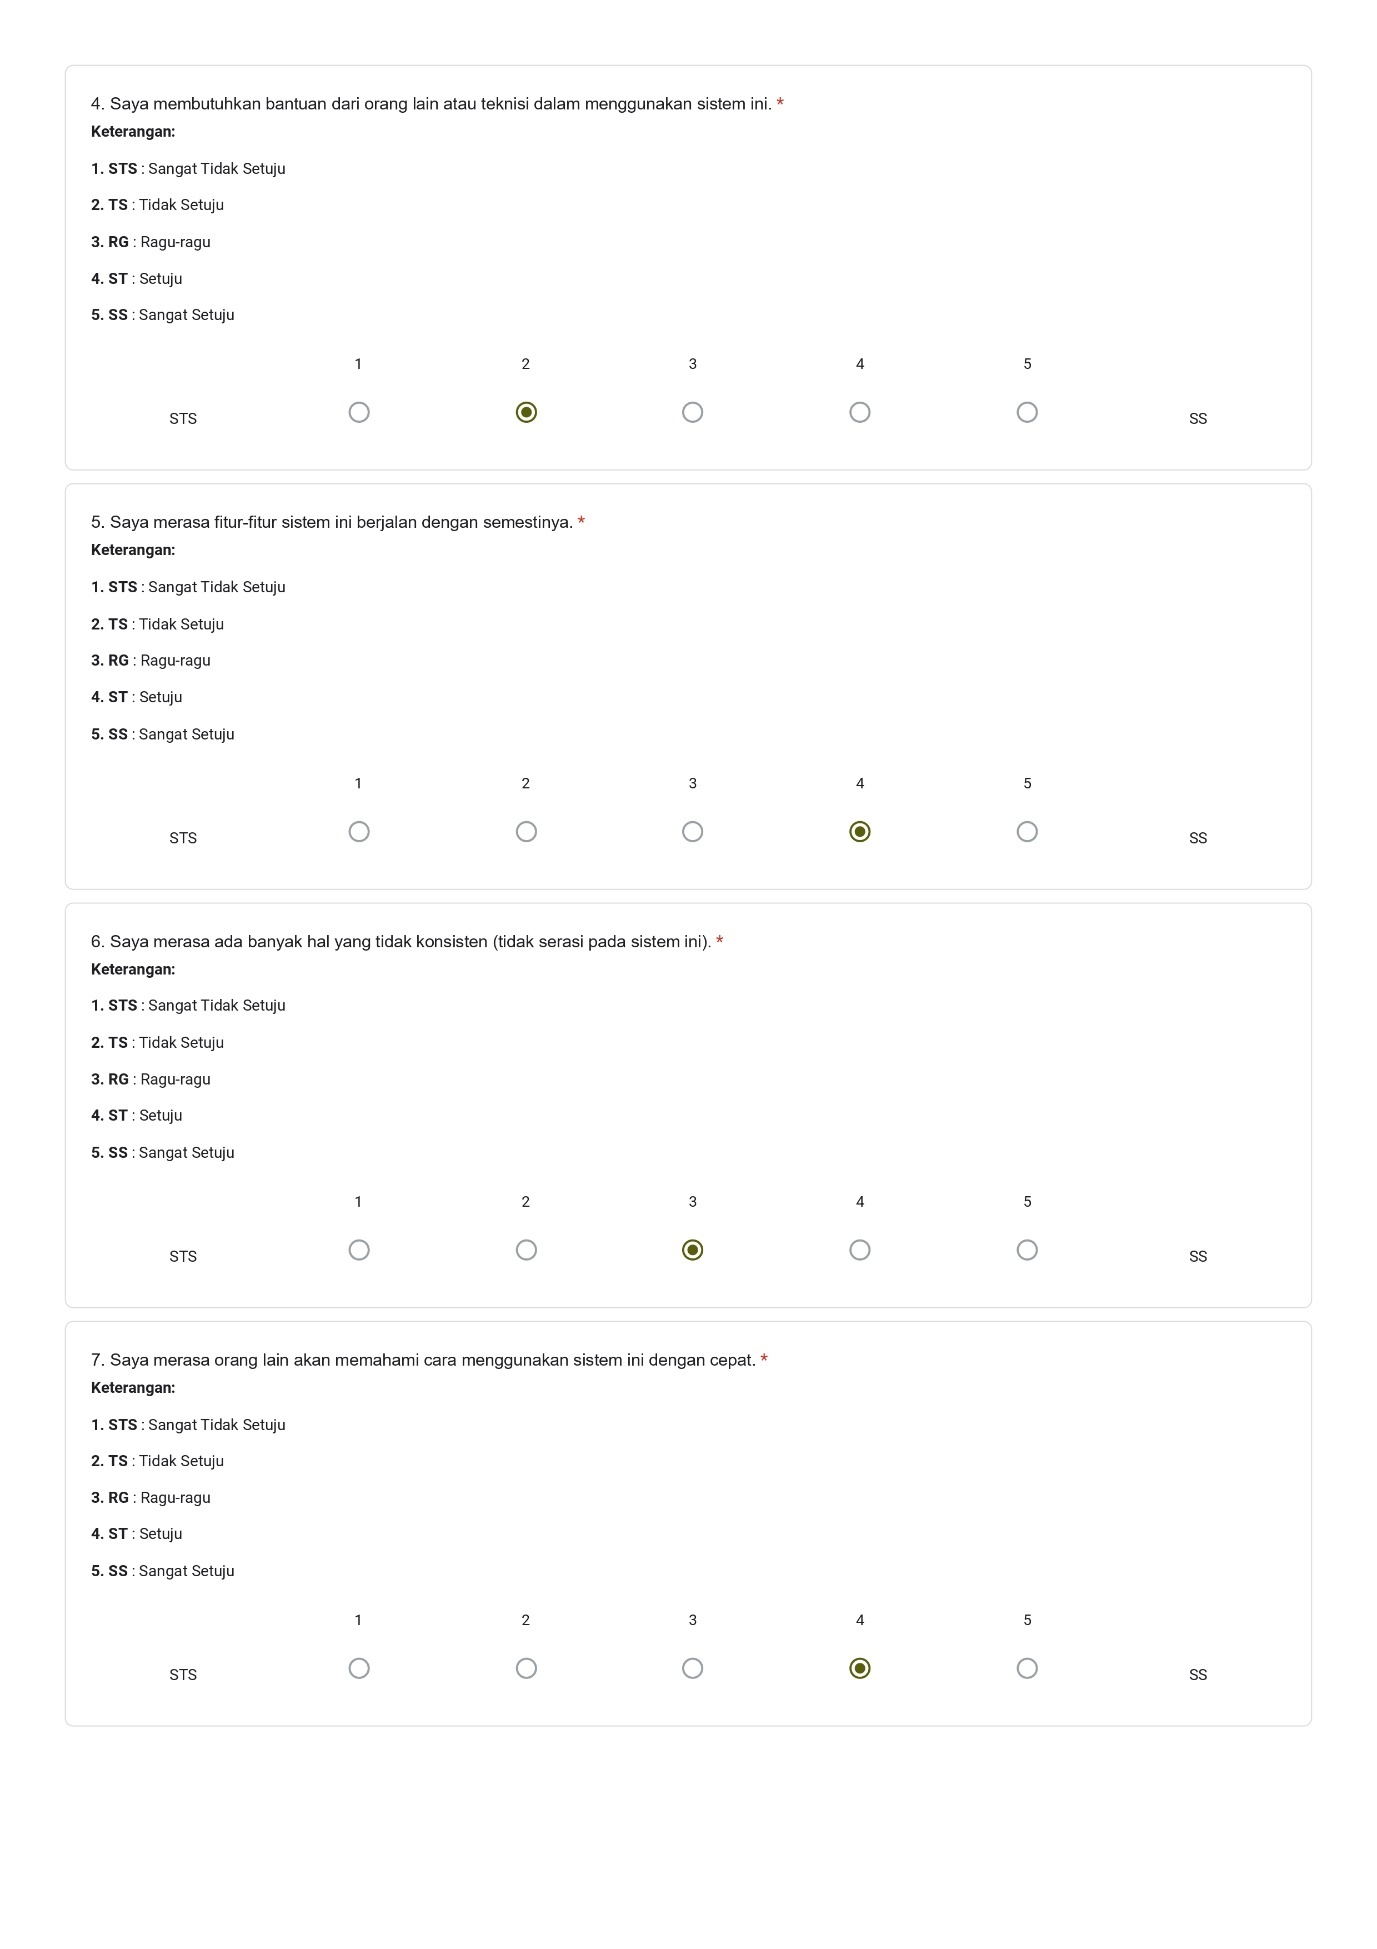 4. Saya membutuhkan bantuan dari orang lain atau teknisi dalam menggunakan sistem ini. *
Keterangan:
1. STS : Sangat Tidak Setuju
2. TS : Tidak Setuju
3. RG : Ragu-ragu
4. ST : Setuju
5. SS : Sangat Setuju
1 2 3 4 5
STS SS
5. Saya merasa fitur-fitur sistem ini berjalan dengan semestinya. *
Keterangan:
1. STS : Sangat Tidak Setuju
2. TS : Tidak Setuju
3. RG : Ragu-ragu
4. ST : Setuju
5. SS : Sangat Setuju
1 2 3 4 5
STS SS
6. Saya merasa ada banyak hal yang tidak konsisten (tidak serasi pada sistem ini). *
Keterangan:
1. STS : Sangat Tidak Setuju
2. TS : Tidak Setuju
3. RG : Ragu-ragu
4. ST : Setuju
5. SS : Sangat Setuju
1 2 3 4 5
STS SS
7. Saya merasa orang lain akan memahami cara menggunakan sistem ini dengan cepat. *
Keterangan:
1. STS : Sangat Tidak Setuju
2. TS : Tidak Setuju
3. RG : Ragu-ragu
4. ST : Setuju
5. SS : Sangat Setuju
1 2 3 4 5
STS SS